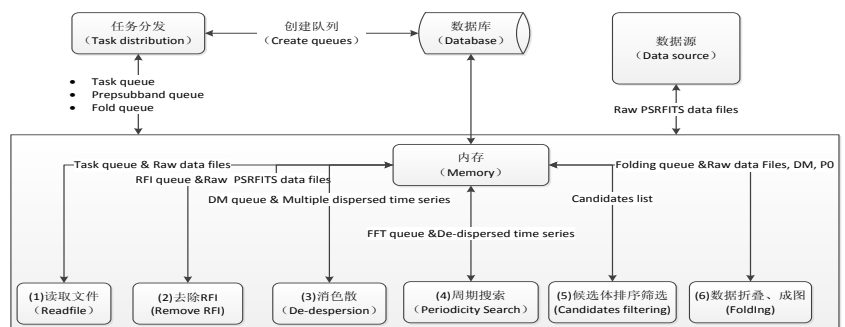 任务分发
（Task distribution）
创建队列
（Create queues）
数据库
（Database）
数据源
（Data source）
• Task queue
• Prepsubband queue
• Fold queue
Raw PSRFITS data files
内存
（Memory）
Task queue & Raw data files
RFI queue &Raw PSRFITS data files
DM queue & Multiple dispersed time series
FFT queue &De-dispersed time series
Folding queue &Raw data Files, DM, P0
Candidates list
(1)读取文件
（Readfile）
(2)去除RFI
(Remove RFI)
(3)消色散
（De-despersion）
(4)周期搜索
（Periodicity Search）
(5)候选体排序筛选
(Candidates filtering)
(6)数据折叠、成图
(FoldIng)